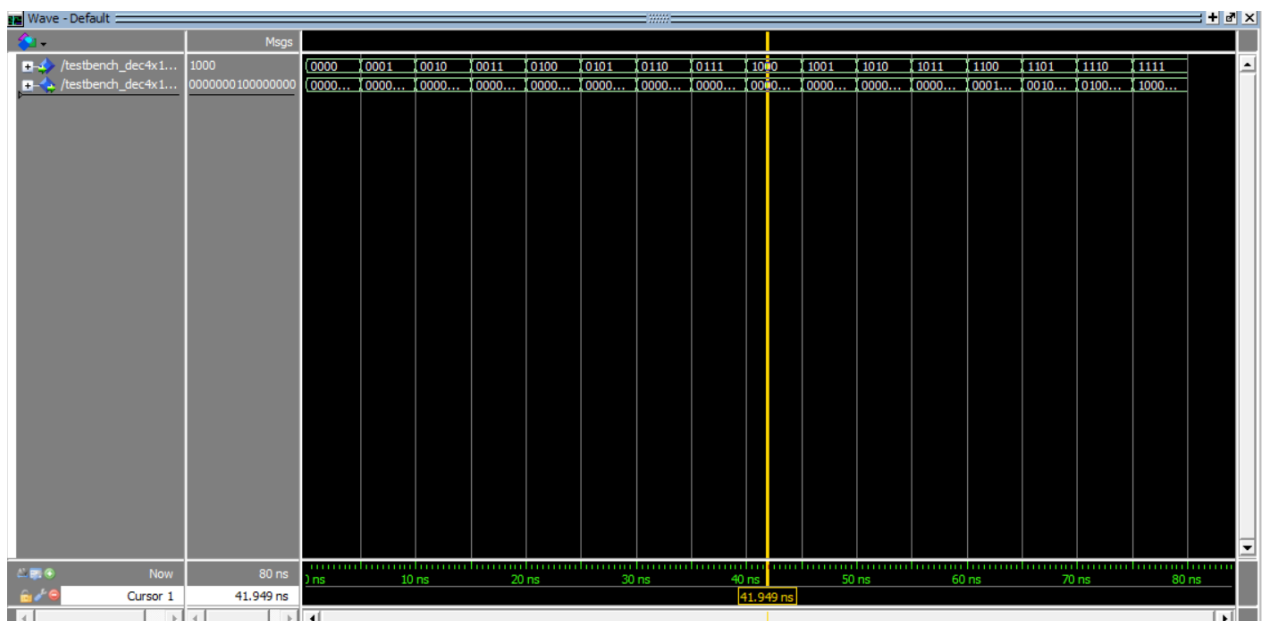 Wave - Default
Msgs
/testbench_dec4x1... 1000 0000 0001 0010 0011 0100 0101 0110 0111 1000 1001 1010 1011 1100 1101 1110 1111
/testbench_dec4x1... 0000000100000000 0000... 0000... 0000... 0000... 0000... 0000... 0000... 0000... 0000... 0000... 0000... 0000... 0001... 0010... 0100... 1000...
Now 80 ns ns 10 ns 20 ns 30 ns 40 ns 50 ns 60 ns 70 ns 80 ns
Cursor 1 41.949 ns 41.949 ns